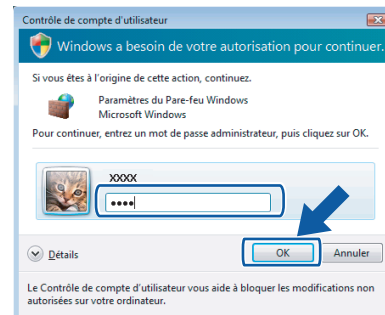 Contrôle de compte d'utilisateur
Windows a besoin de votre autorisation pour continuer.
Si vous êtes à l'origine de cette action, continuez.
Paramètres du Pare-feu Windows
Microsoft Windows
Pour continuer, entrez un mot de passe administrateur, puis cliquez sur OK.
XXXX
••••
Détails
OK
Annuler
Le Contrôle de compte d'utilisateur vous aide à bloquer les modifications non
autorisées sur votre ordinateur.